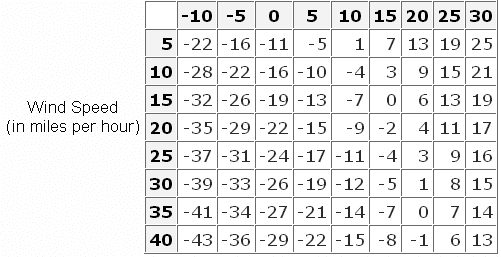 -10 -5 0 5 10 15 20 25 30
5 -22 -16 -11 -5 1 7 13 19 25
10 -28 -22 -16 -10 -4 3 9 15 21
15 -32 -26 -19 -13 -7 0 6 13 19
Wind Speed
(in miles per hour)
20 -35 -29 -22 -15 -9 -2 4 11 17
25 -37 -31 -24 -17 -11 -4 3 9 16
30 -39 -33 -26 -19 -12 -5 1 8 15
35 -41 -34 -27 -21 -14 -7 0 7 14
40 -43 -36 -29 -22 -15 -8 -1 6 13